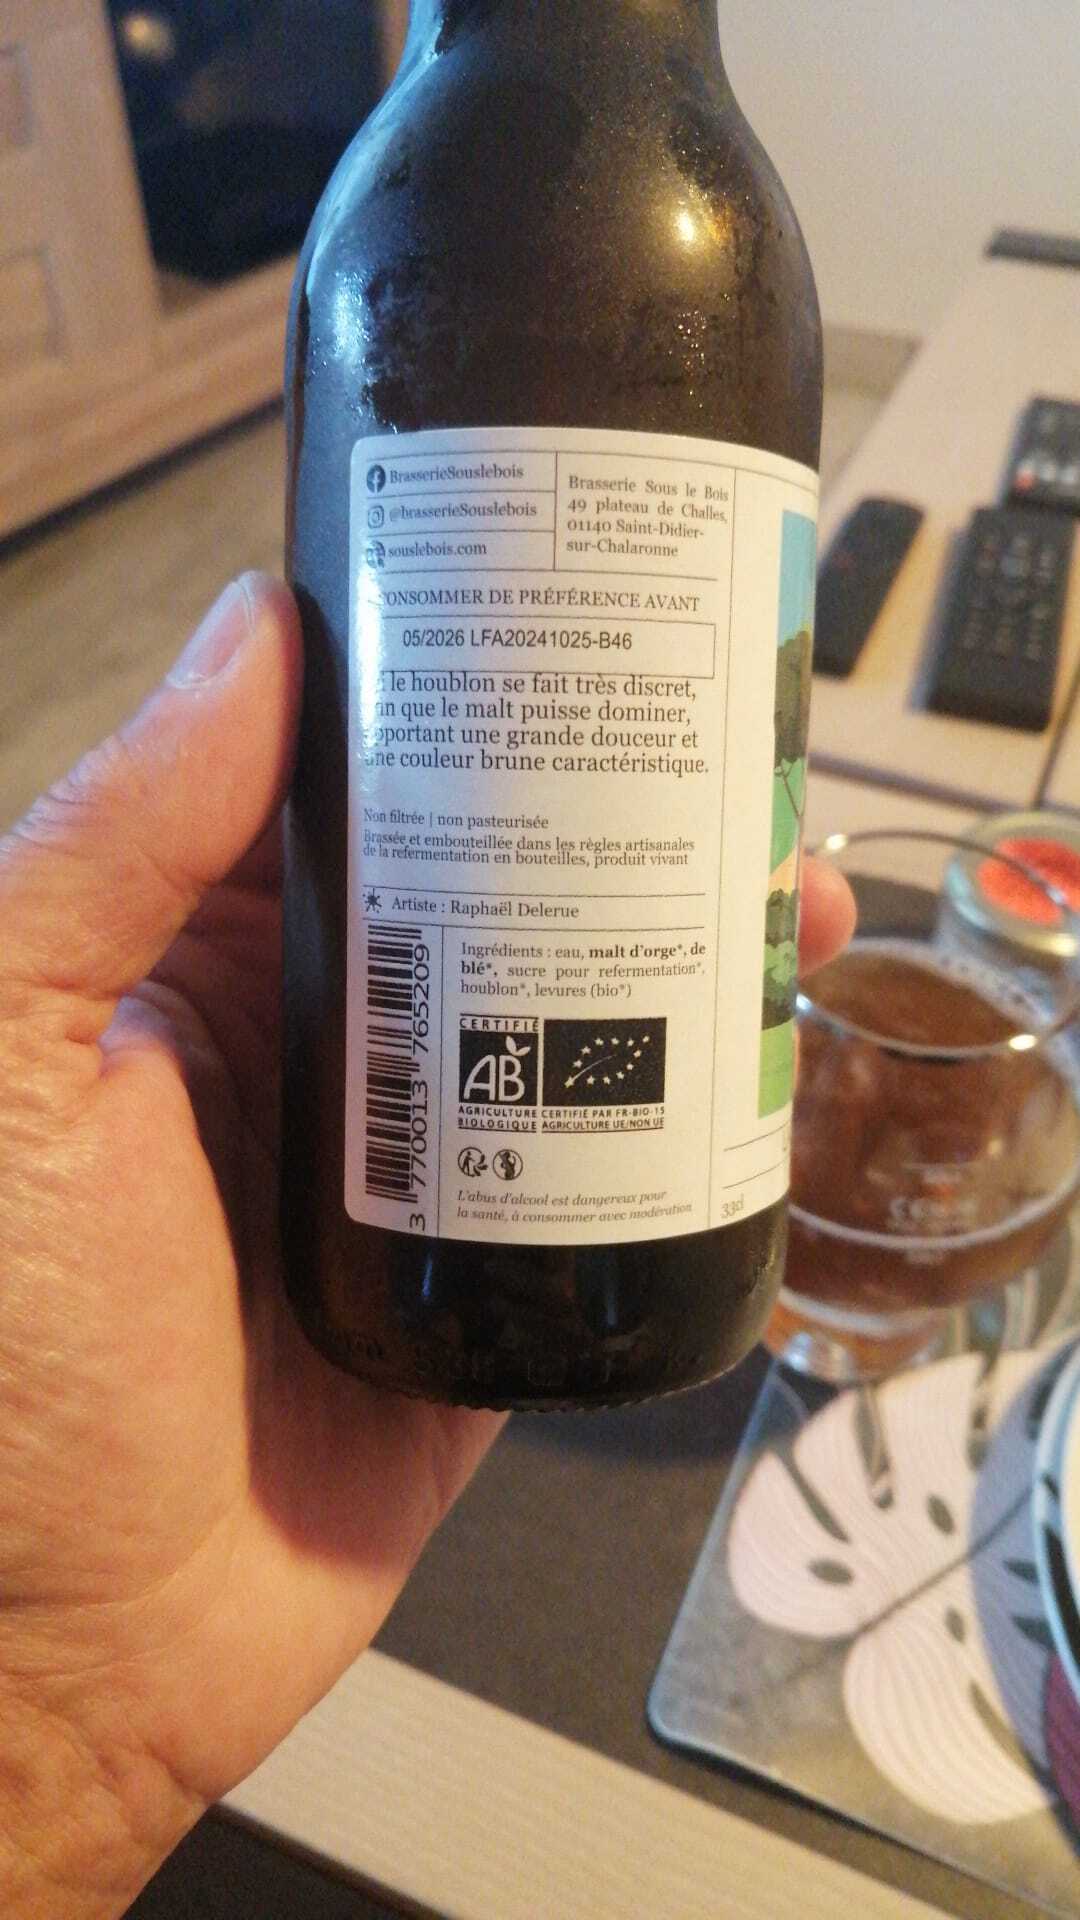 BrasserieSouslebois
@brasserieSouslebois
souslebois.com
Brasserie Sous le Bois
49 plateau de Challes,
01140 Saint-Didier-
sur-Chalaronne
CONSOMMER DE PRÉFÉRENCE AVANT
05/2026 LFA20241025-B46
le houblon se fait très discret,
que le malt puisse dominer,
apportant une grande douceur et
une couleur brune caractéristique.
Non filtrée | non pasteurisée
Brassée et embouteillée dans les règles artisanales
de la refermentation en bouteilles, produit vivant
Artiste : Raphaël Delerue
Ingrédients : eau, malt d'orge*, de
blé*, sucre pour refermentation*,
houblon*, levures (bio*)
CERTIFIÉ
AB
AGRICULTURE
BIOLOGIQUE
CERTIFIÉ PAR FR-BIO-15
AGRICULTURE UE/NON UE
3 770013 765209
L'abus d'alcool est dangereux pour
la santé, à consommer avec modération
33cl